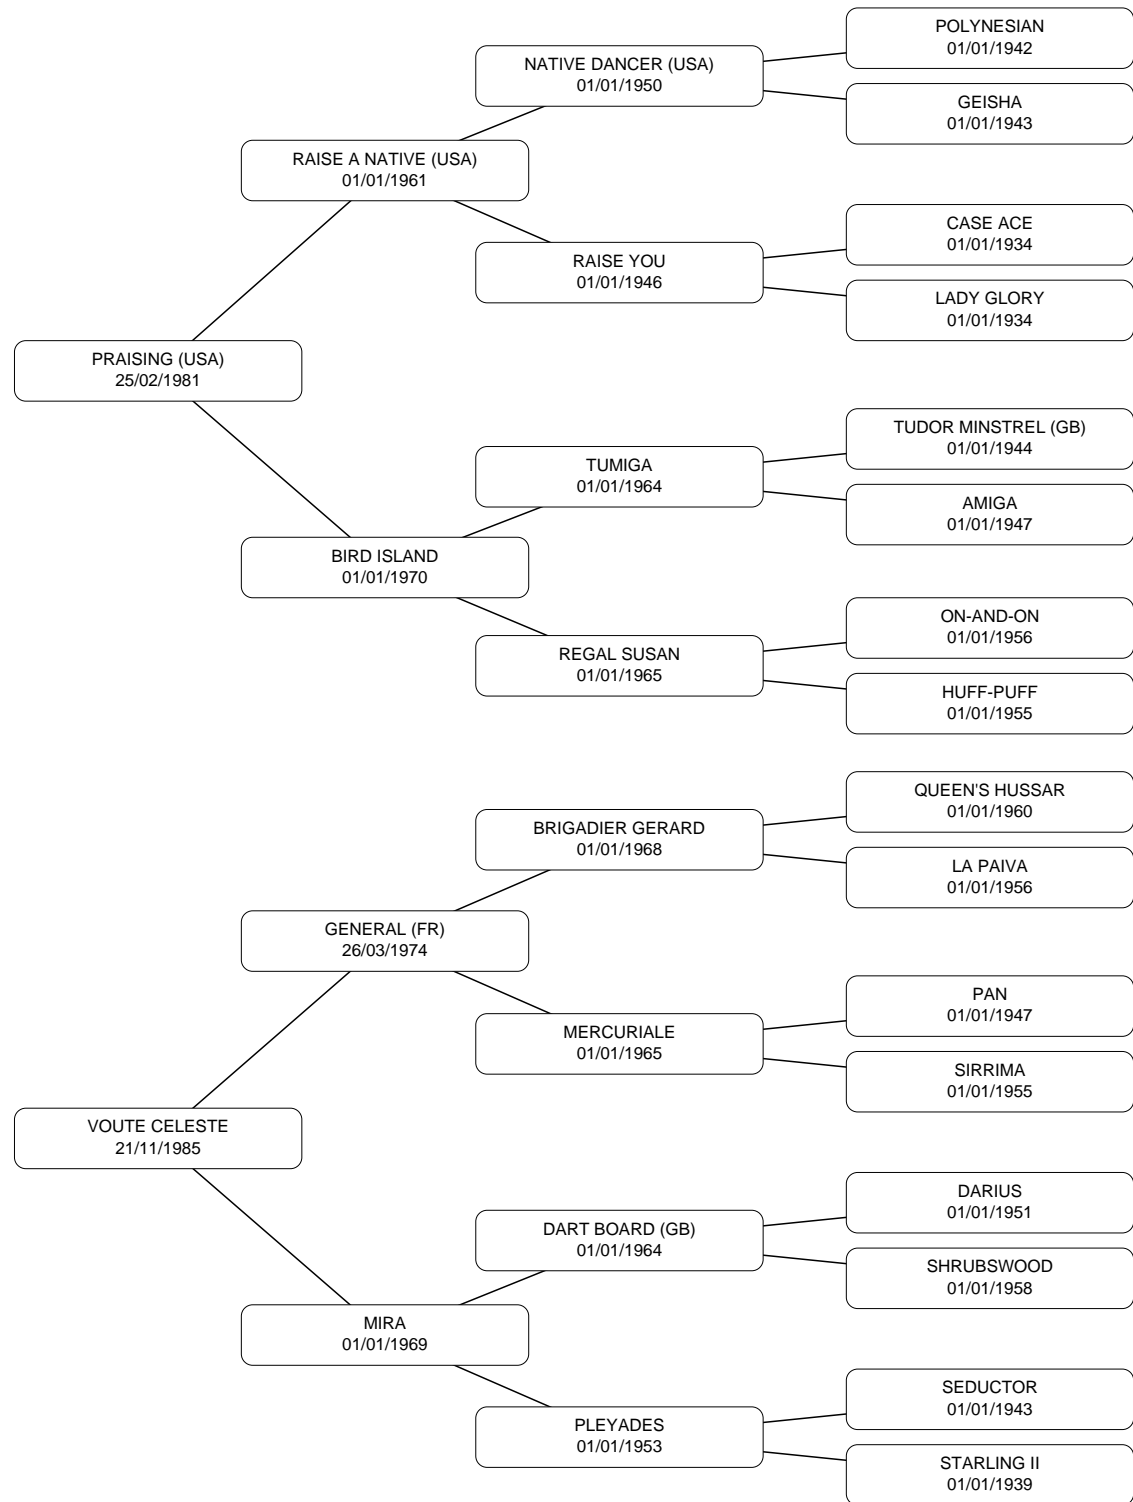 POLYNESIAN
01/01/1942
NATIVE DANCER (USA)
01/01/1950
GEISHA
01/01/1943
RAISE A NATIVE (USA)
01/01/1961
CASE ACE
01/01/1934
RAISE YOU
01/01/1946
LADY GLORY
01/01/1934
PRAISING (USA)
25/02/1981
TUDOR MINSTREL (GB)
01/01/1944
TUMIGA
01/01/1964
AMIGA
01/01/1947
BIRD ISLAND
01/01/1970
ON-AND-ON
01/01/1956
REGAL SUSAN
01/01/1965
HUFF-PUFF
01/01/1955
QUEEN'S HUSSAR
01/01/1960
BRIGADIER GERARD
01/01/1968
LA PAIVA
01/01/1956
GENERAL (FR)
26/03/1974
PAN
01/01/1947
MERCURIALE
01/01/1965
SIRRIMA
01/01/1955
VOUTE CELESTE
21/11/1985
DARIUS
01/01/1951
DART BOARD (GB)
01/01/1964
SHRUBSWOOD
01/01/1958
MIRA
01/01/1969
SEDUCTOR
01/01/1943
PLEYADES
01/01/1953
STARLING II
01/01/1939